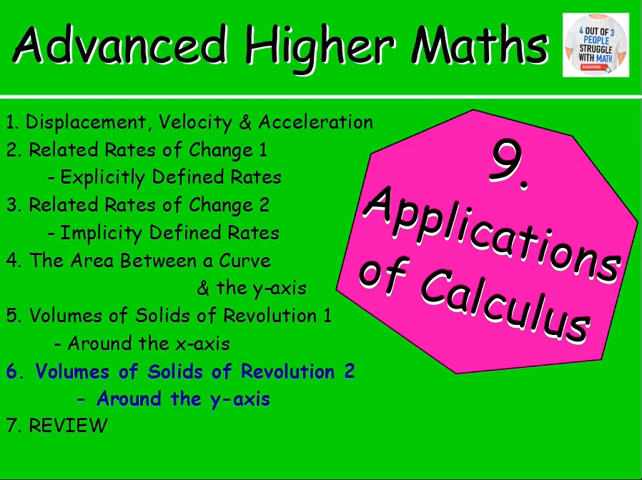 Advanced Higher Maths
4 OUT OF 3
PEOPLE
STRUGGLE
WITH MATH
1. Displacement, Velocity & Acceleration
2. Related Rates of Change 1
- Explicitly Defined Rates
3. Related Rates of Change 2
- Implicity Defined Rates
4. The Area Between a Curve
& the y-axis
5. Volumes of Solids of Revolution 1
- Around the x-axis
6. Volumes of Solids of Revolution 2
- Around the y-axis
7. REVIEW
9.
Applications
of Calculus